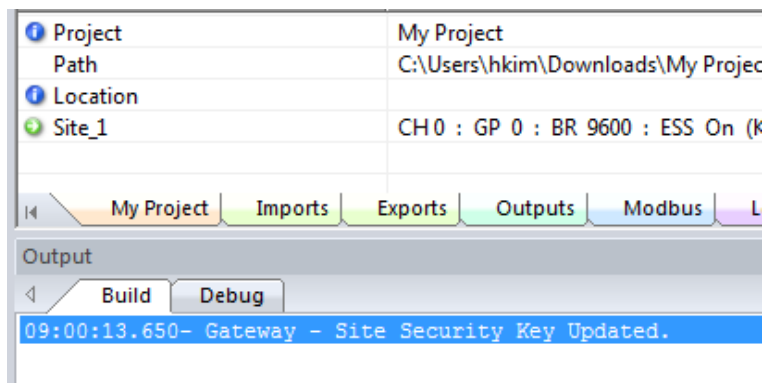 Project My Project
Path C:\Users\hkim\Downloads\My Projec
Location
Site_1 CH 0 : GP 0 : BR 9600 : ESS On (K
My Project Imports Exports Outputs Modbus L
Output
Build Debug
09:00:13.650- Gateway - Site Security Key Updated.